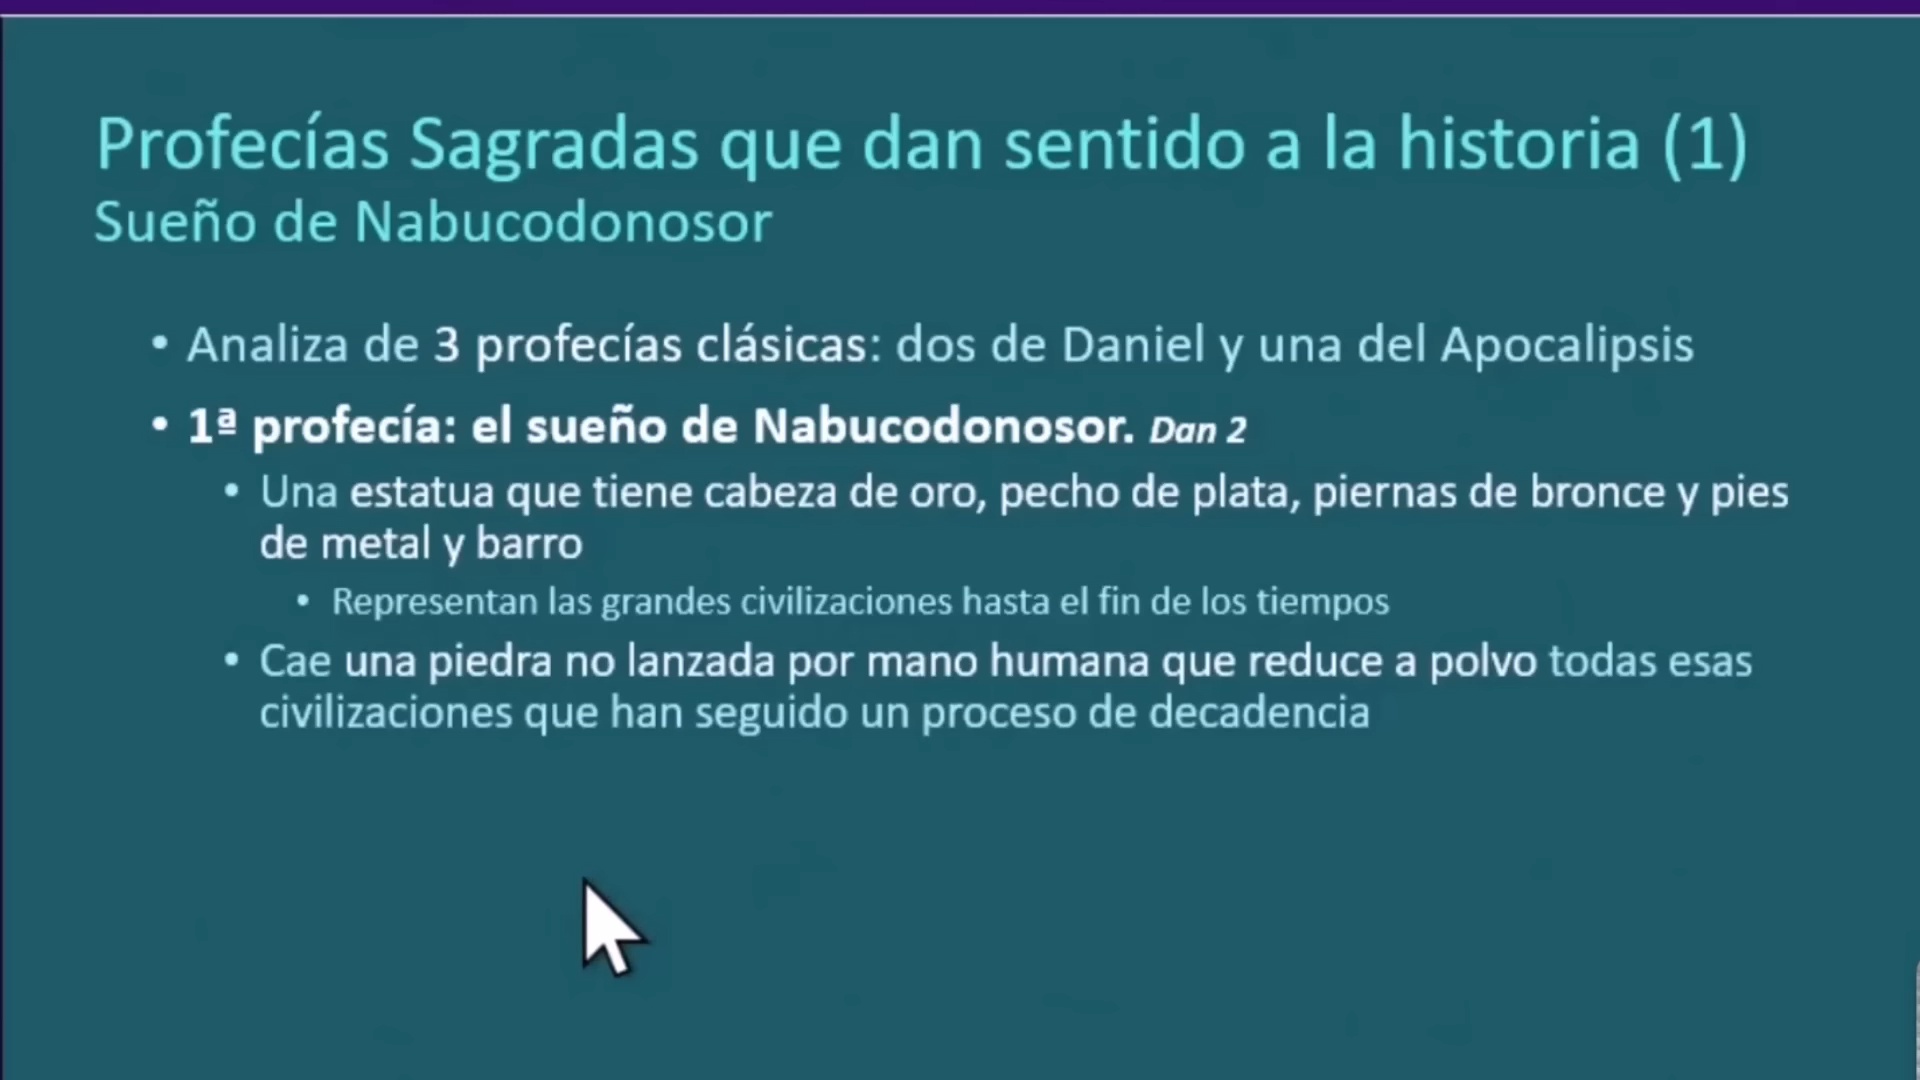 Profecías Sagradas que dan sentido a la historia (1)
Sueño de Nabucodonosor
• Analiza de 3 profecías clásicas: dos de Daniel y una del Apocalipsis
• 1ª profecía: el sueño de Nabucodonosor. Dan 2
• Una estatua que tiene cabeza de oro, pecho de plata, piernas de bronce y pies
de metal y barro
• Representan las grandes civilizaciones hasta el fin de los tiempos
• Cae una piedra no lanzada por mano humana que reduce a polvo todas esas
civilizaciones que han seguido un proceso de decadencia